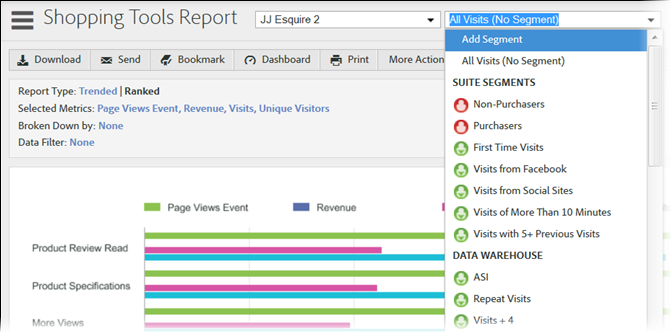 Shopping Tools Report
JJ Esquire 2
All Visits (No Segment)
Download
Send
Bookmark
Dashboard
Print
More Action
Report Type: Trended | Ranked
Selected Metrics: Page Views Event, Revenue, Visits, Unique Visitors
Broken Down by: None
Data Filter: None
Add Segment
All Visits (No Segment)
SUITE SEGMENTS
Non-Purchasers
Purchasers
First Time Visits
Visits from Facebook
Visits from Social Sites
Visits of More Than 10 Minutes
Visits with 5+ Previous Visits
DATA WAREHOUSE
ASI
Repeat Visits
Visits + 4
Page Views Event
Revenue
Product Review Read
Product Specifications
More Views